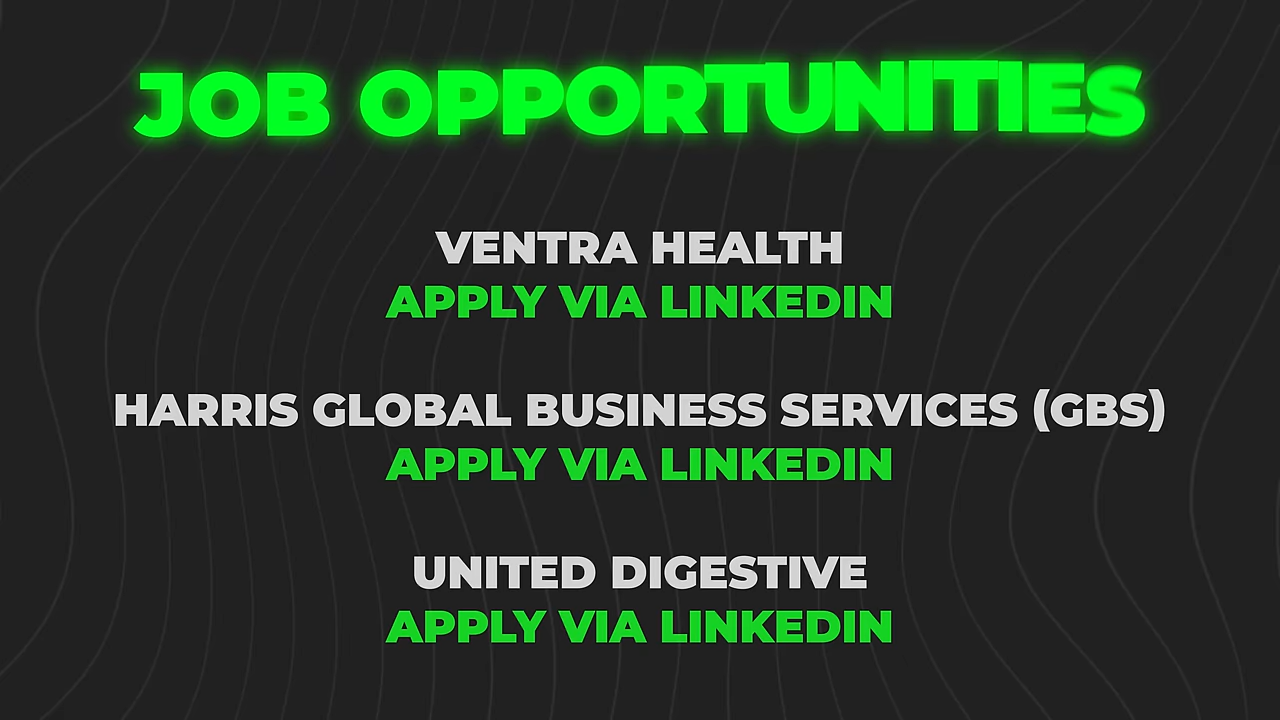 JOB OPPORTUNITIES
VENTRA HEALTH
APPLY VIA LINKEDIN
HARRIS GLOBAL BUSINESS SERVICES (GBS)
APPLY VIA LINKEDIN
UNITED DIGESTIVE
APPLY VIA LINKEDIN